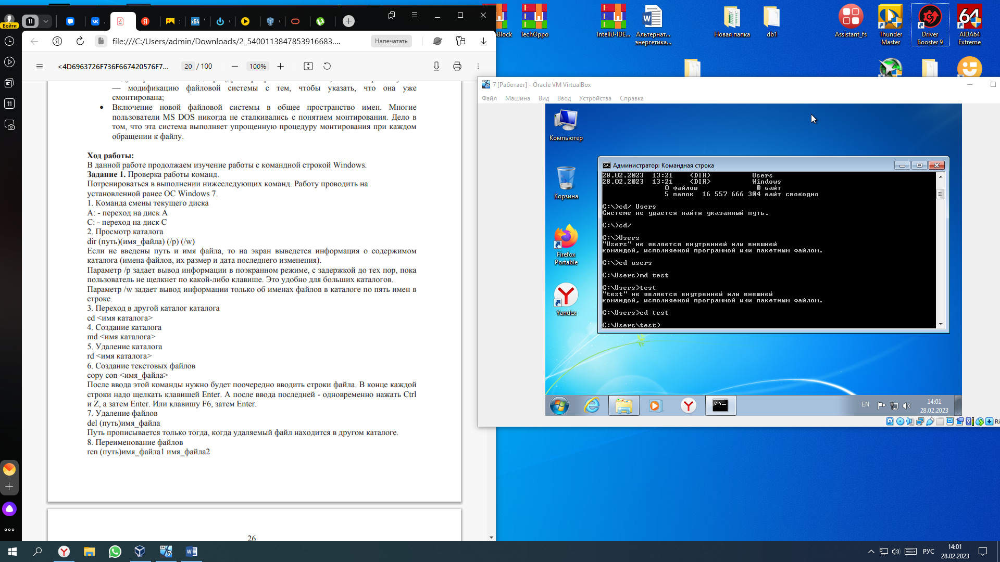 Войти
11
file:///C:/Users/admin/Downloads/2_5400113847853916683....
Напечатать
11
<4D6963726F736F667420576F7...
20 / 100
100%
— модификацию файловой системы с тем, чтобы указать, что она уже
смонтирована;
• Включение новой файловой системы в общее пространство имен. Многие
пользователи MS DOS никогда не сталкивались с понятием монтирования. Дело в
том, что эта система выполняет упрощенную процедуру монтирования при каждом
обращении к файлу.
Ход работы:
В данной работе продолжаем изучение работы с командной строкой Windows.
Задание 1. Проверка работы команд.
Потренироваться в выполнении нижеследующих команд. Работу проводить на
установленной ранее ОС Windows 7.
1. Команда смены текущего диска
A: - переход на диск A
C: - переход на диск C
2. Просмотр каталога
dir (путь)(имя_файла) (/p) (/w)
Если не введены путь и имя файла, то на экран выведется информация о содержимом
каталога (имена файлов, их размер и дата последнего изменения).
Параметр /p задает вывод информации в поэкранном режиме, с задержкой до тех пор, пока
пользователь не щелкнет по какой-либо клавише. Это удобно для больших каталогов.
Параметр /w задает вывод информации только об именах файлов в каталоге по пять имен в
строке.
3. Переход в другой каталог каталога
cd <имя каталога>
4. Создание каталога
md <имя каталога>
5. Удаление каталога
rd <имя каталога>
6. Создание текстовых файлов
copy con <имя_файла>
После ввода этой команды нужно будет поочередно вводить строки файла. В конце каждой
строки надо щелкать клавишей Enter. А после ввода последней - одновременно нажать Ctrl
и Z, а затем Enter. Или клавишу F6, затем Enter.
7. Удаление файлов
del (путь)имя_файла
Путь прописывается только тогда, когда удаляемый файл находится в другом каталоге.
8. Переименование файлов
ren (путь)имя_файла1 имя_файла2
26
Block
TechOppo
IntelliJ-IDE...
Альтернат...
энергетика...
Новая папка
db1
Assistant_fs
Thunder
Master
Driver
Booster 9
64
AIDA64
Extreme
7 [Работает] - Oracle VM VirtualBox
Файл Машина Вид Ввод Устройства Справка
Компьютер
Корзина
Firefox
Portable
Yandex
Администратор: Командная строка
28.02.2023 13:21 <DIR> Users
28.02.2023 13:21 <DIR> Windows
0 файлов 0 байт
5 папок 16 557 666 304 байт свободно
C:\>cd/ Users
Системе не удается найти указанный путь.
C:\>cd/
C:\>Users
"Users" не является внутренней или внешней
командой, исполняемой программой или пакетным файлом.
C:\>cd users
C:\Users>md test
C:\Users>test
"test" не является внутренней или внешней
командой, исполняемой программой или пакетным файлом.
C:\Users>cd test
C:\Users\test>
EN
14:01
28.02.2023
РУС
14:01
28.02.2023